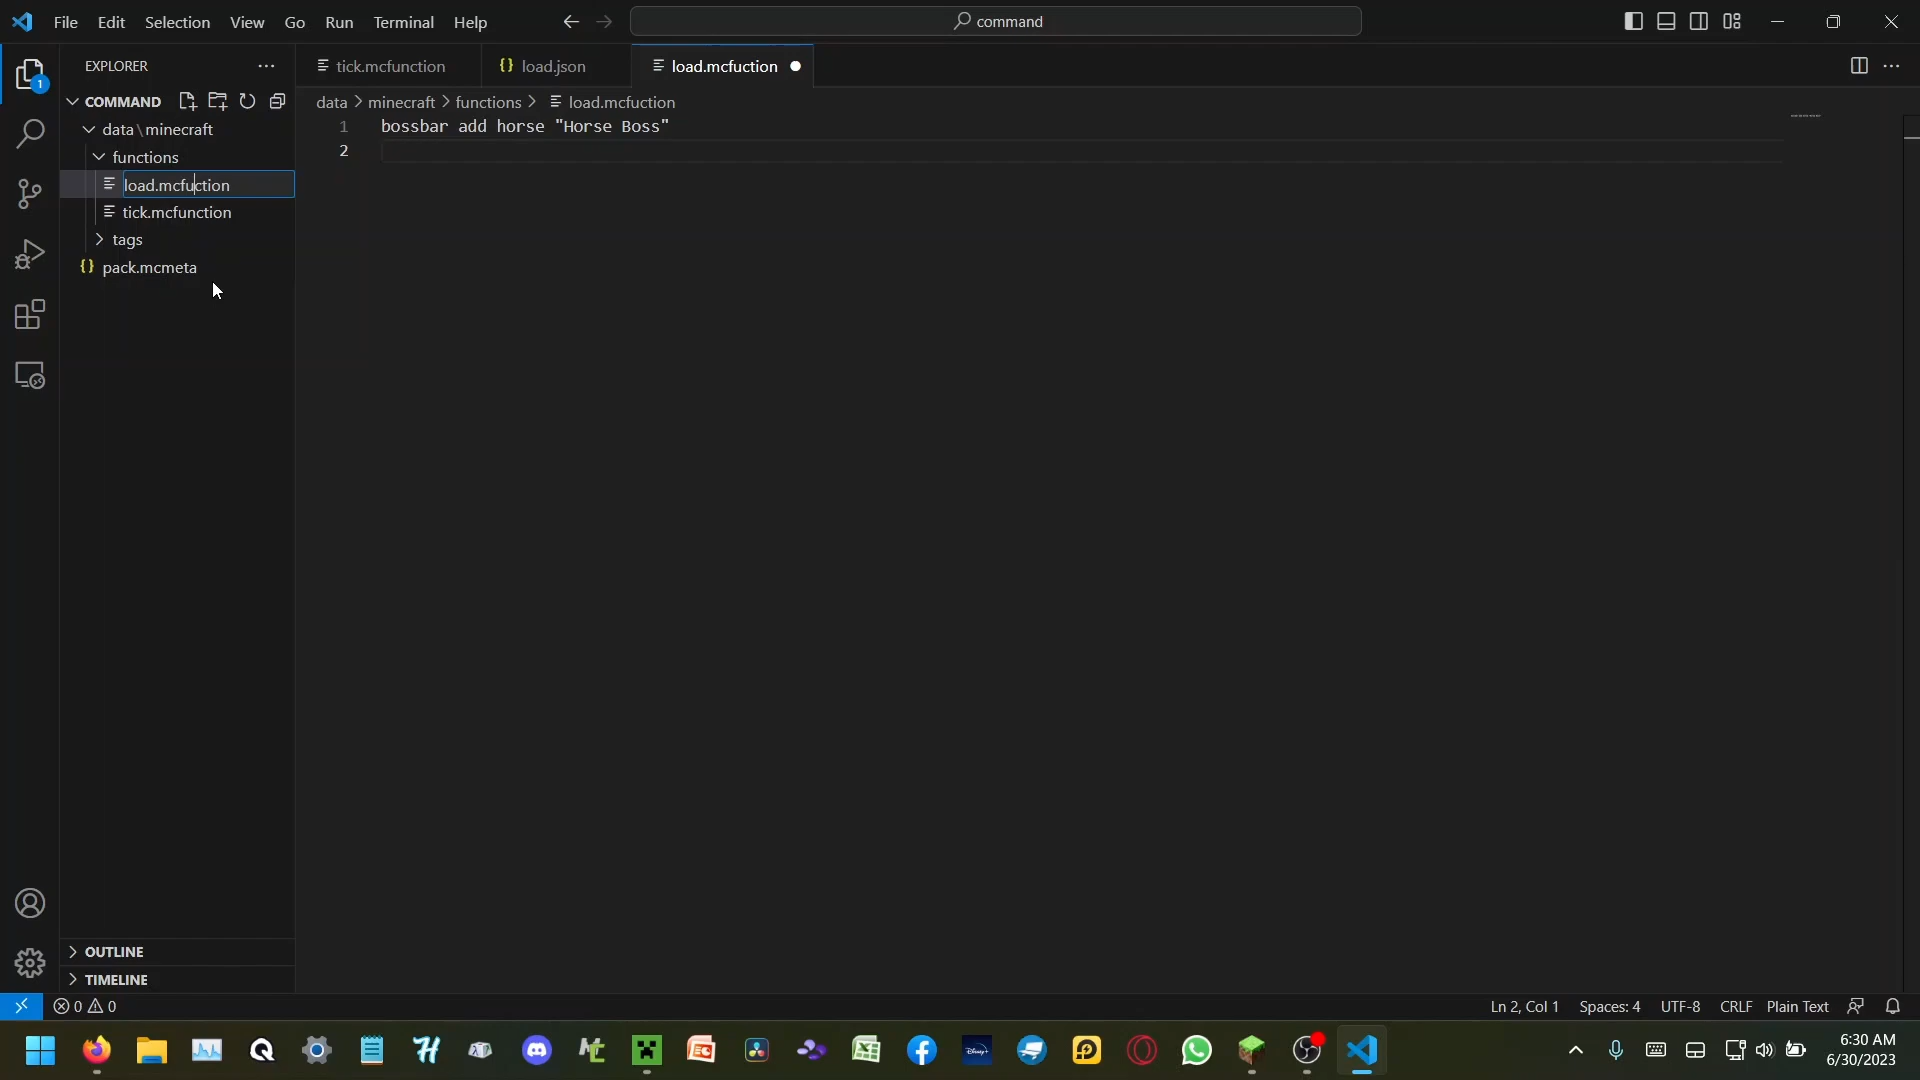 File Edit Selection View Go Run Terminal Help
command
EXPLORER
tick.mcfunction
load.json
load.mcfuction
COMMAND
data > minecraft > functions > load.mcfuction
data\minecraft
1 bossbar add horse "Horse Boss"
functions
2
load.mcfuction
tick.mcfunction
tags
pack.mcmeta
1
OUTLINE
TIMELINE
0 0
Ln 2, Col 1 Spaces: 4 UTF-8 CRLF Plain Text
Disney+
6:30 AM
6/30/2023